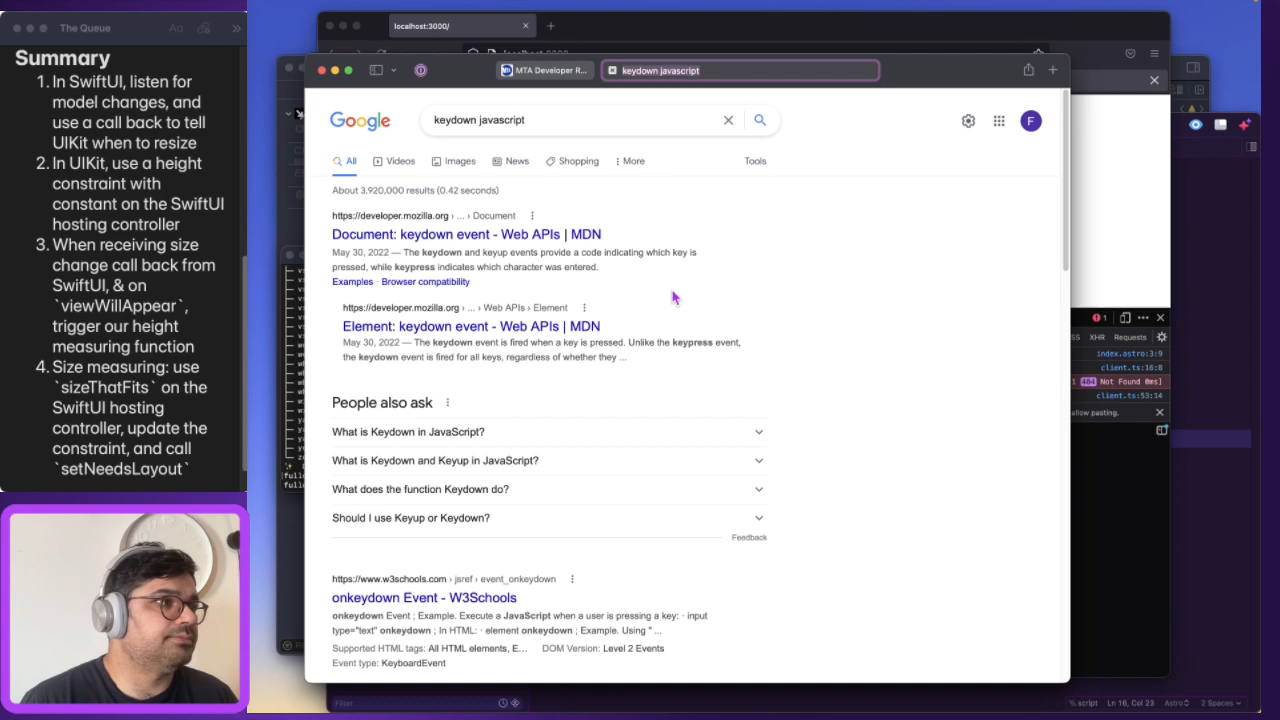 The Queue
Summary
1. In SwiftUI, listen for
model changes, and
use a call back to tell
UIKit when to resize
2. In UIKit, use a height
constraint with
constant on the SwiftUI
hosting controller
3. When receiving size
change call back from
SwiftUI, & on
`viewWillAppear`,
trigger our height
measuring function
4. Size measuring: use
`sizeThatFits` on the
SwiftUI hosting
controller, update the
constraint, and call
`setNeedsLayout`
localhost:3000/
MTA Developer R...
keydown javascript
Google
keydown javascript
F
All
Videos
Images
News
Shopping
More
Tools
About 3,920,000 results (0.42 seconds)
https://developer.mozilla.org › ... › Document
Document: keydown event - Web APIs | MDN
May 30, 2022 — The keydown and keyup events provide a code indicating which key is
pressed, while keypress indicates which character was entered.
Examples · Browser compatibility
https://developer.mozilla.org › ... › Web APIs › Element
Element: keydown event - Web APIs | MDN
May 30, 2022 — The keydown event is fired when a key is pressed. Unlike the keypress event,
the keydown event is fired for all keys, regardless of whether they ...
People also ask
What is Keydown in JavaScript?
What is Keydown and Keyup in JavaScript?
What does the function Keydown do?
Should I use Keyup or Keydown?
Feedback
https://www.w3schools.com › jsref › event_onkeydown
onkeydown Event - W3Schools
onkeydown Event ; Example. Execute a JavaScript when a user is pressing a key: · input
type="text" onkeydown ; In HTML: · element onkeydown ; Example. Using " ...
Supported HTML tags: All HTML elements, E... DOM Version: Level 2 Events
Event type: KeyboardEvent
1
XHR
Requests
index.astro:3:9
client.ts:16:8
404 Not Found 0ms]
client.ts:53:14
allow pasting.
Filter
script
Ln 16, Col 23
Astro
2 Spaces